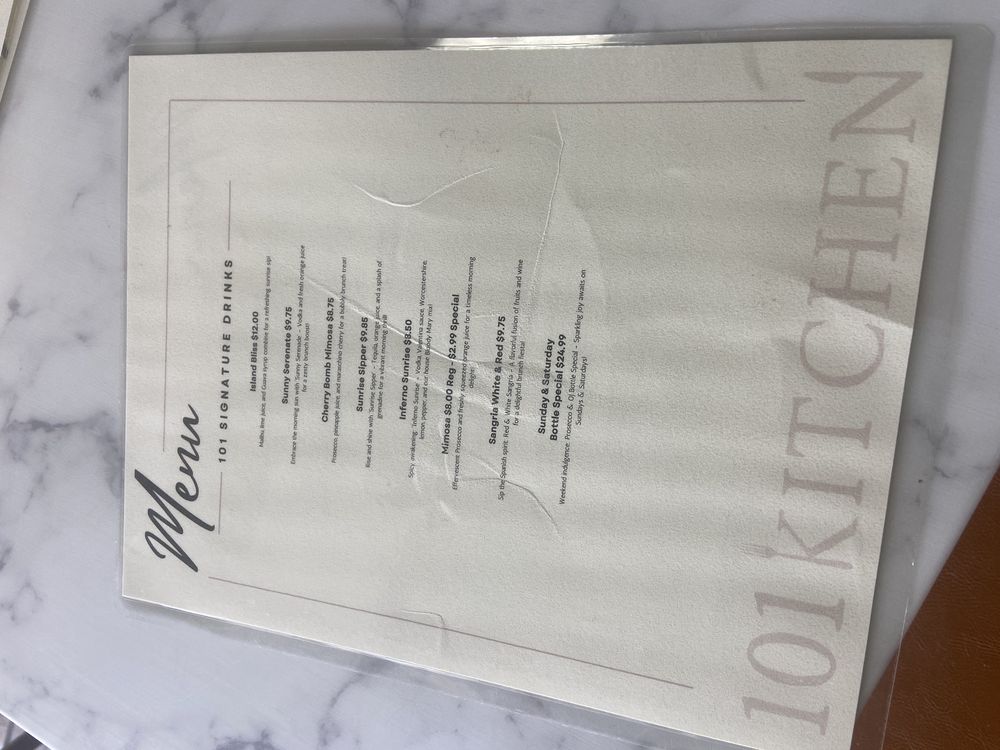 Menu
101 SIGNATURE DRINKS
Island Bliss $12.00
Malibu, lime juice, and Guava syrup combine for a refreshing sunrise sip!
Sunny Serenate $9.75
Embrace the morning sun with 'Sunny Serenade' - Vodka and fresh orange juice
for a zesty brunch boost!
Cherry Bomb Mimosa $8.75
Prosecco, pineapple juice, and maraschino cherry for a bubbly brunch treat!
Sunrise Sipper $9.85
Rise and shine with 'Sunrise Sipper' - Tequila, orange juice, and a splash of
grenadine for a vibrant morning thrill!
Inferno Sunrise $8.50
Spicy awakening: 'Inferno Sunrise' - Vodka, Valentina sauce, Worcestershire,
lemon, pepper, and our house Bloody Mary mix!
Mimosa $8.00 Reg - $2.99 Special
Effervescent Prosecco and freshly squeezed orange juice for a timeless morning
delight!
Sangria White & Red $9.75
Sip the Spanish spirit: Red & White Sangria - A flavorful fusion of fruits and wine
for a delightful brunch fiesta!
Sunday & Saturday
Bottle Special $24.99
Weekend indulgence: Prosecco & OJ Bottle Special - Sparkling joy awaits on
Sundays & Saturdays!
101 KITCHEN